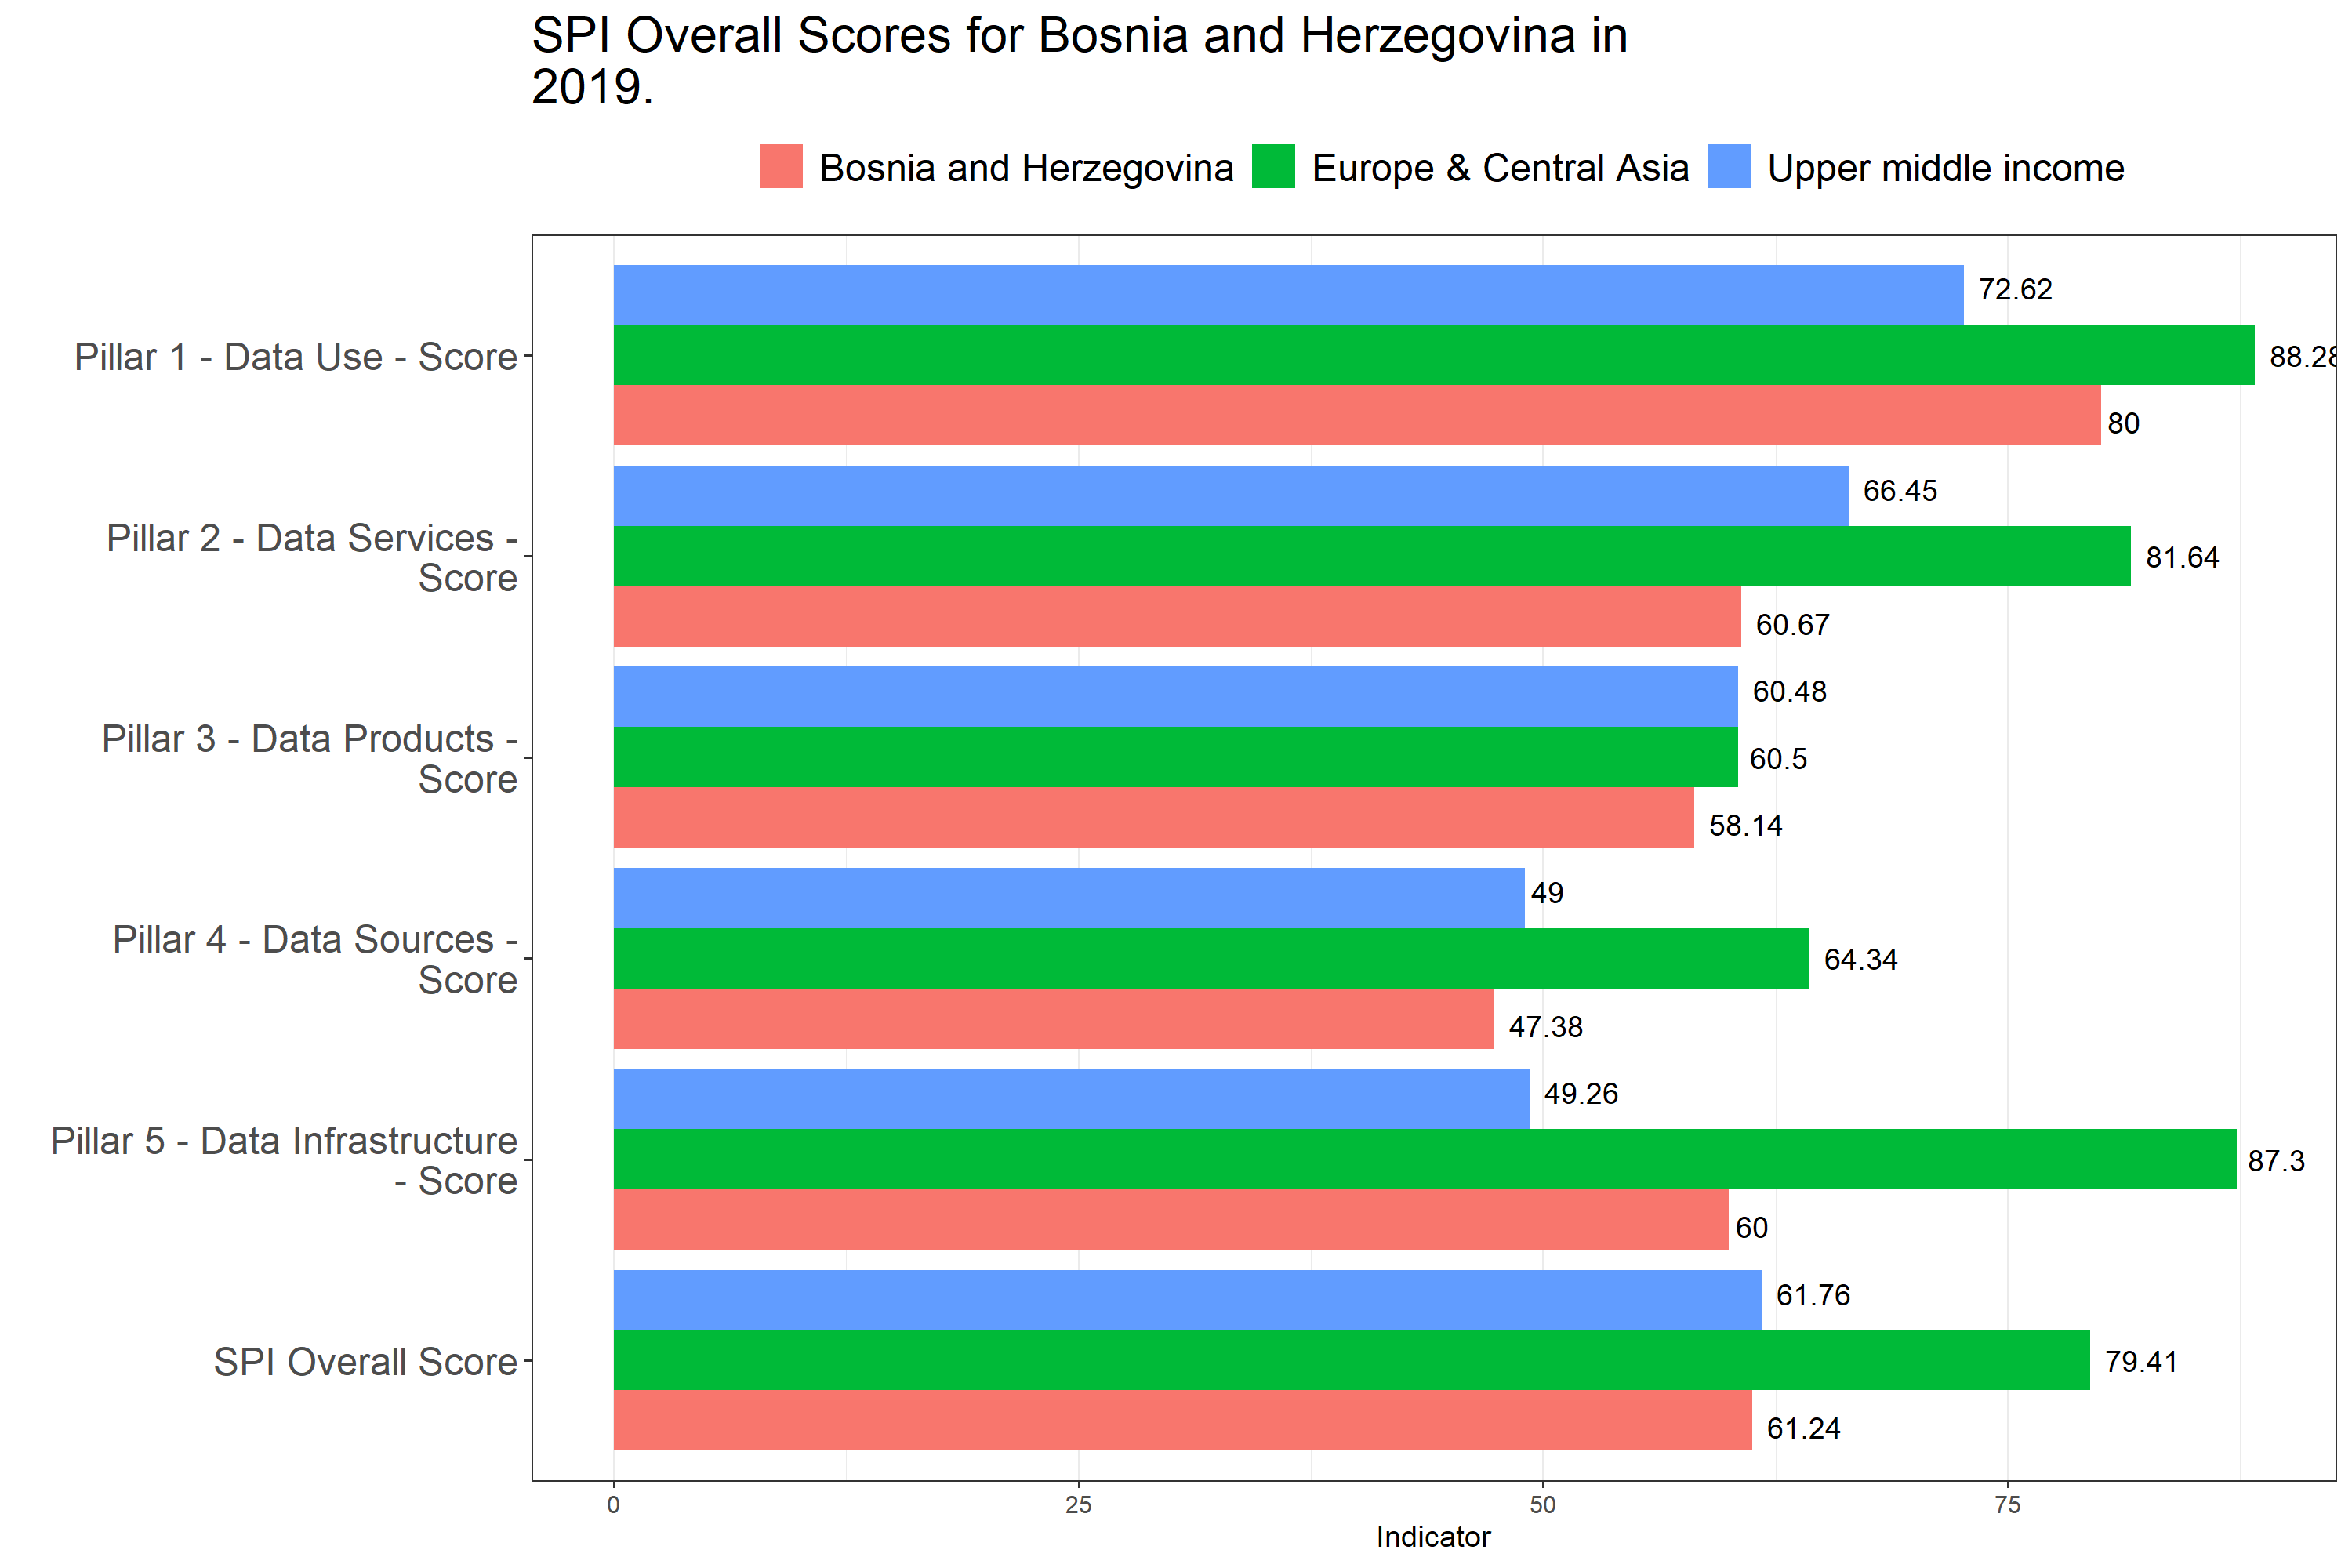 SPI Overall Scores for Bosnia and Herzegovina in
2019.
Bosnia and Herzegovina Europe & Central Asia Upper middle income
Pillar 1 - Data Use - Score
72.62
88.28
80
Pillar 2 - Data Services -
Score
66.45
81.64
60.67
Pillar 3 - Data Products -
Score
60.48
60.5
58.14
Pillar 4 - Data Sources -
Score
49
64.34
47.38
Pillar 5 - Data Infrastructure
- Score
49.26
87.3
60
SPI Overall Score
61.76
79.41
61.24
0 25 50 75
Indicator